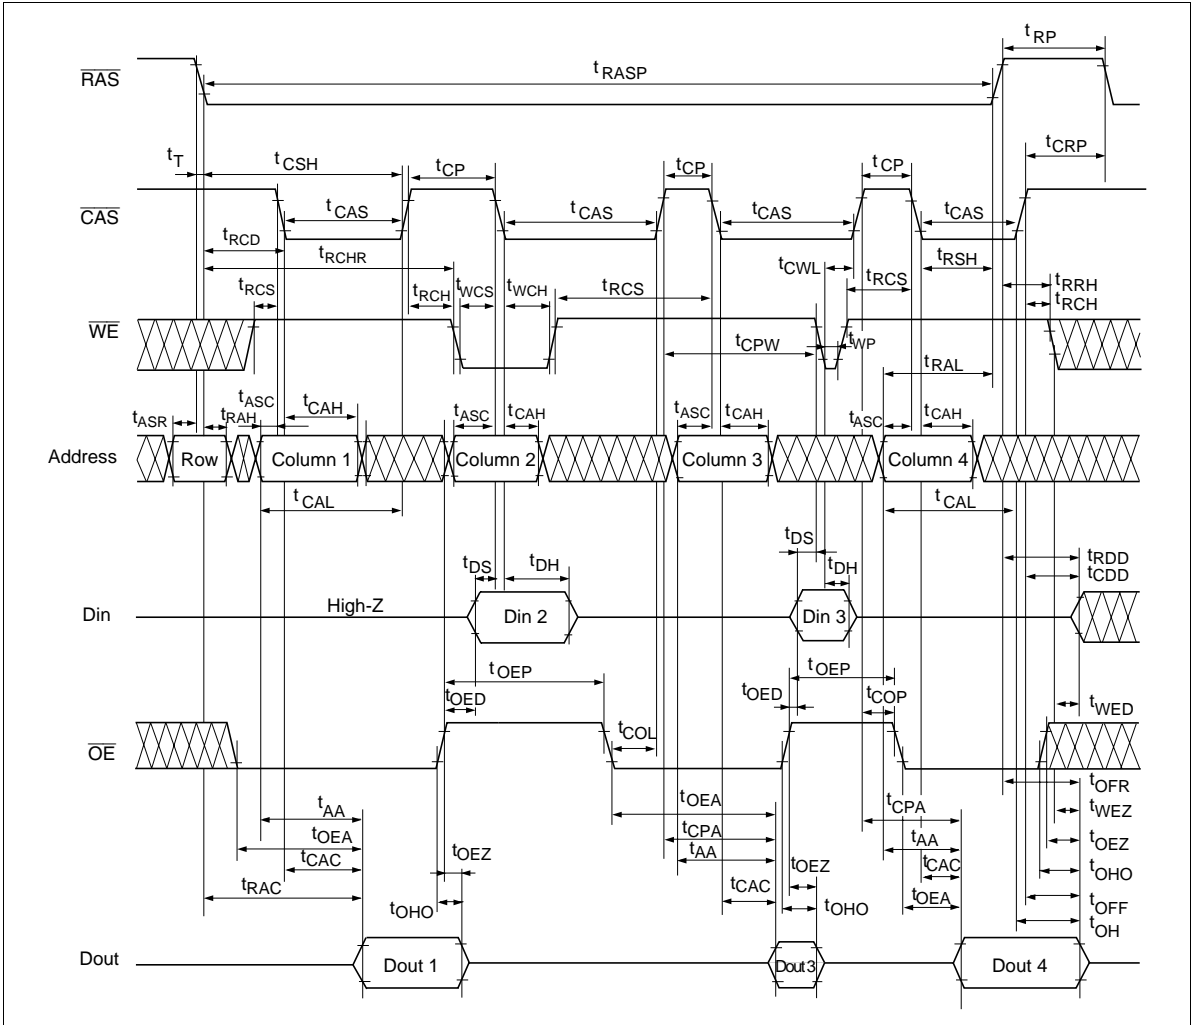 tRP
RAS
tRASP
tCRP
tT
tCSH
tCP
tCP
tCP
CAS
tCAS
tCAS
tCAS
tCAS
tRCD
tRCHR
tCWL
tRSH
tRCS
tRCH
tWCS
tWCH
tRCS
tRCS
tRRH
tRCH
WE
tCPW
tWP
tRAL
tASR
tRAH
tASC
tCAH
tASC
tCAH
tASC
tCAH
tASC
tCAH
Address
Row
Column 1
Column 2
Column 3
Column 4
tCAL
tCAL
tDS
tDH
tDS
tDH
tRDD
tCDD
Din
High-Z
Din 2
Din 3
tOEP
tOEP
tOED
tOED
tCOP
tWED
OE
tCOL
tOFR
tAA
tOEA
tCPA
tWEZ
tOEA
tCPA
tAA
tOEZ
tCAC
tOEZ
tAA
tOEZ
tCAC
tOHO
tRAC
tOHO
tCAC
tOHO
tOEA
tOFF
tOH
Dout
Dout 1
Dout 3
Dout 4